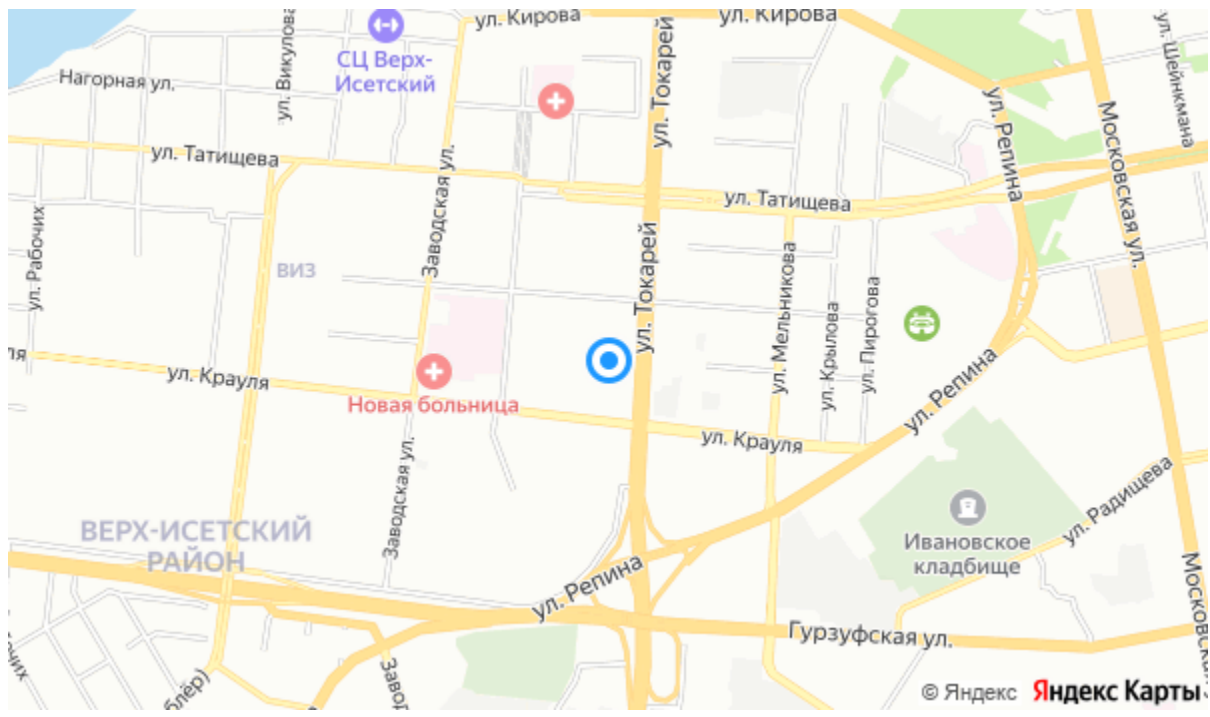 ул. Кирова
ул. Кирова
ул. Викулова
СЦ Верх-
Исетский
ул. Токарей
ул. Шейнкмана
Нагорная ул.
ул. Репина
Московская ул.
ул. Татищева
Заводская ул.
ул. Татищева
ул. Рабочих
ВИЗ
ул. Токарей
ул. Мельникова
ул. Крылова
ул. Пирогова
ул. Крауля
Новая больница
ул. Репина
ул. Крауля
Заводская ул.
ул. Радищева
ВЕРХ-ИСЕТСКИЙ
РАЙОН
Ивановское
кладбище
ул. Репина
Гурзуфская ул.
© Яндекс Яндекс Карты